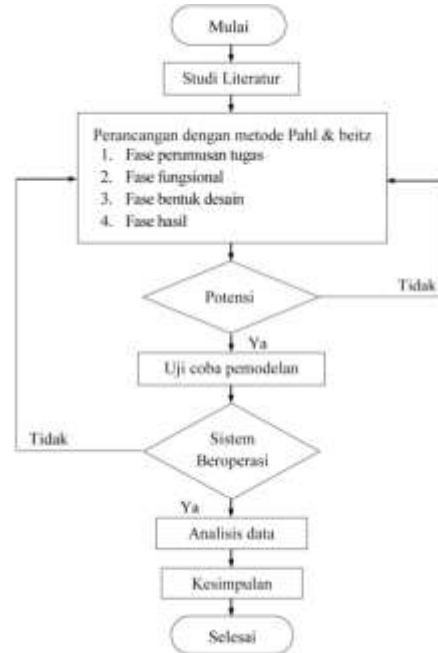 Mulai
Studi Literatur
Perancangan dengan metode Pahl & beitz
1. Fase perumusan tugas
2. Fase fungsional
3. Fase bentuk desain
4. Fase hasil
Potensi
Tidak
Ya
Uji coba pemodelan
Tidak
Sistem
Beroperasi
Ya
Analisis data
Kesimpulan
Selesai